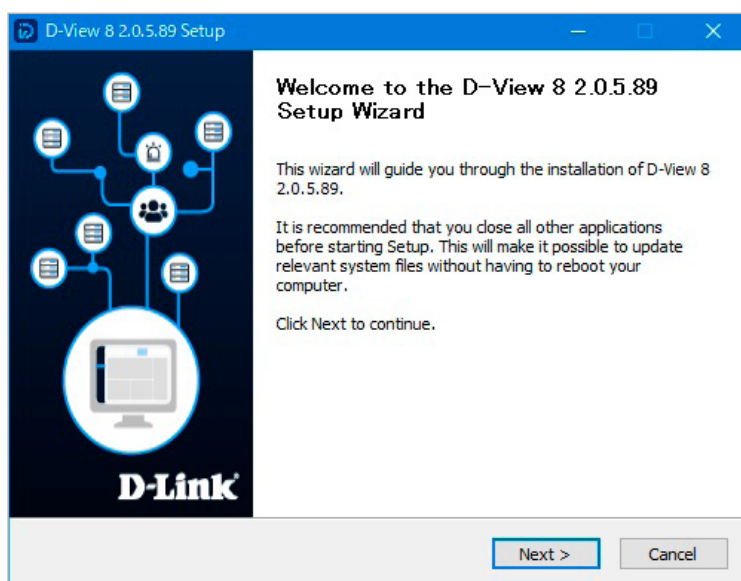 D-View 8 2.0.5.89 Setup
Welcome to the D-View 8 2.0.5.89
Setup Wizard
This wizard will guide you through the installation of D-View 8
2.0.5.89.
It is recommended that you close all other applications
before starting Setup. This will make it possible to update
relevant system files without having to reboot your
computer.
Click Next to continue.
D-Link
Next >
Cancel